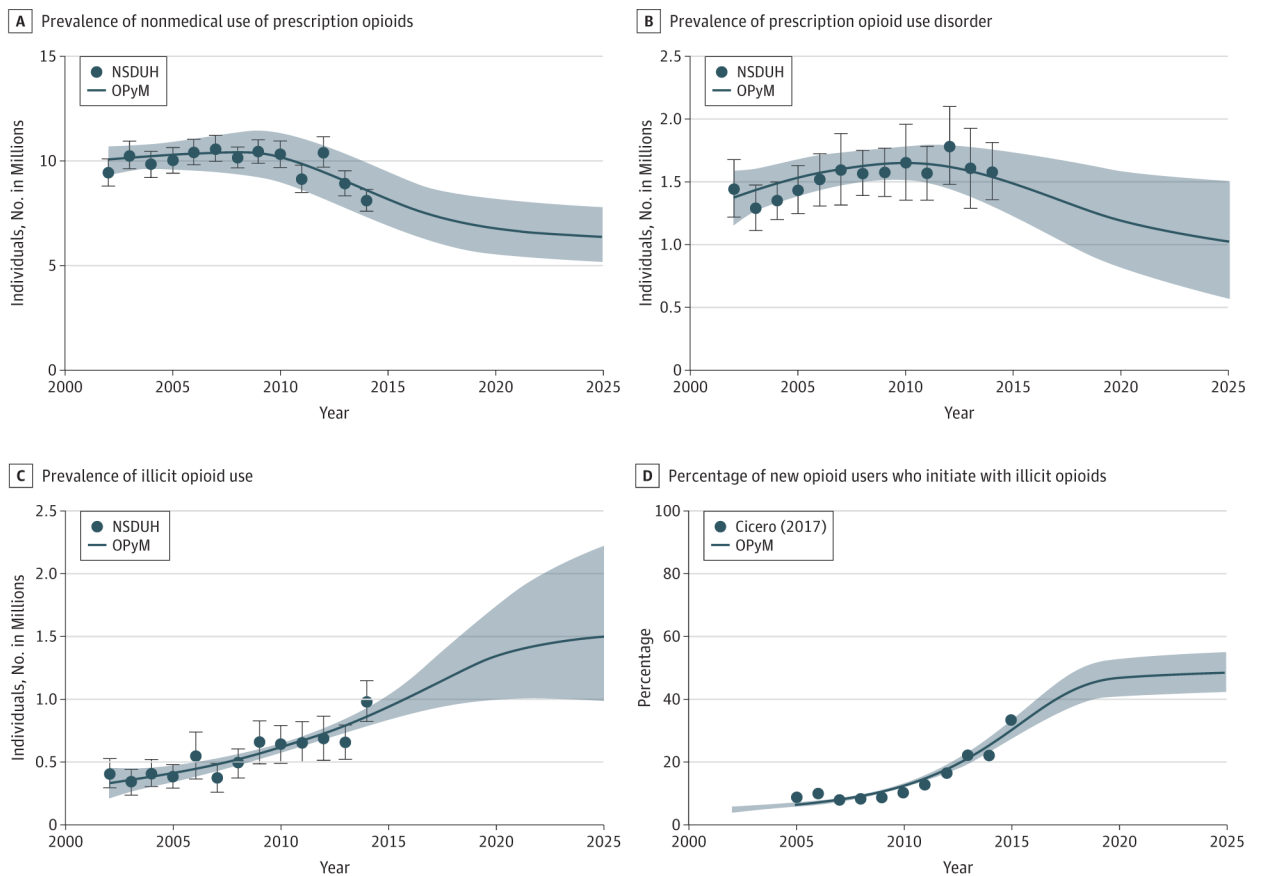 A Prevalence of nonmedical use of prescription opioids
Individuals, No. in Millions
15
10
5
0
NSDUH
OPyM
2000 2005 2010 2015 2020 2025
Year
B Prevalence of prescription opioid use disorder
Individuals, No. in Millions
2.5
2.0
1.5
1.0
0.5
0
NSDUH
OPyM
2000 2005 2010 2015 2020 2025
Year
C Prevalence of illicit opioid use
Individuals, No. in Millions
2.5
2.0
1.5
1.0
0.5
0
NSDUH
OPyM
2000 2005 2010 2015 2020 2025
Year
D Percentage of new opioid users who initiate with illicit opioids
Percentage
100
80
60
40
20
0
Cicero (2017)
OPyM
2000 2005 2010 2015 2020 2025
Year